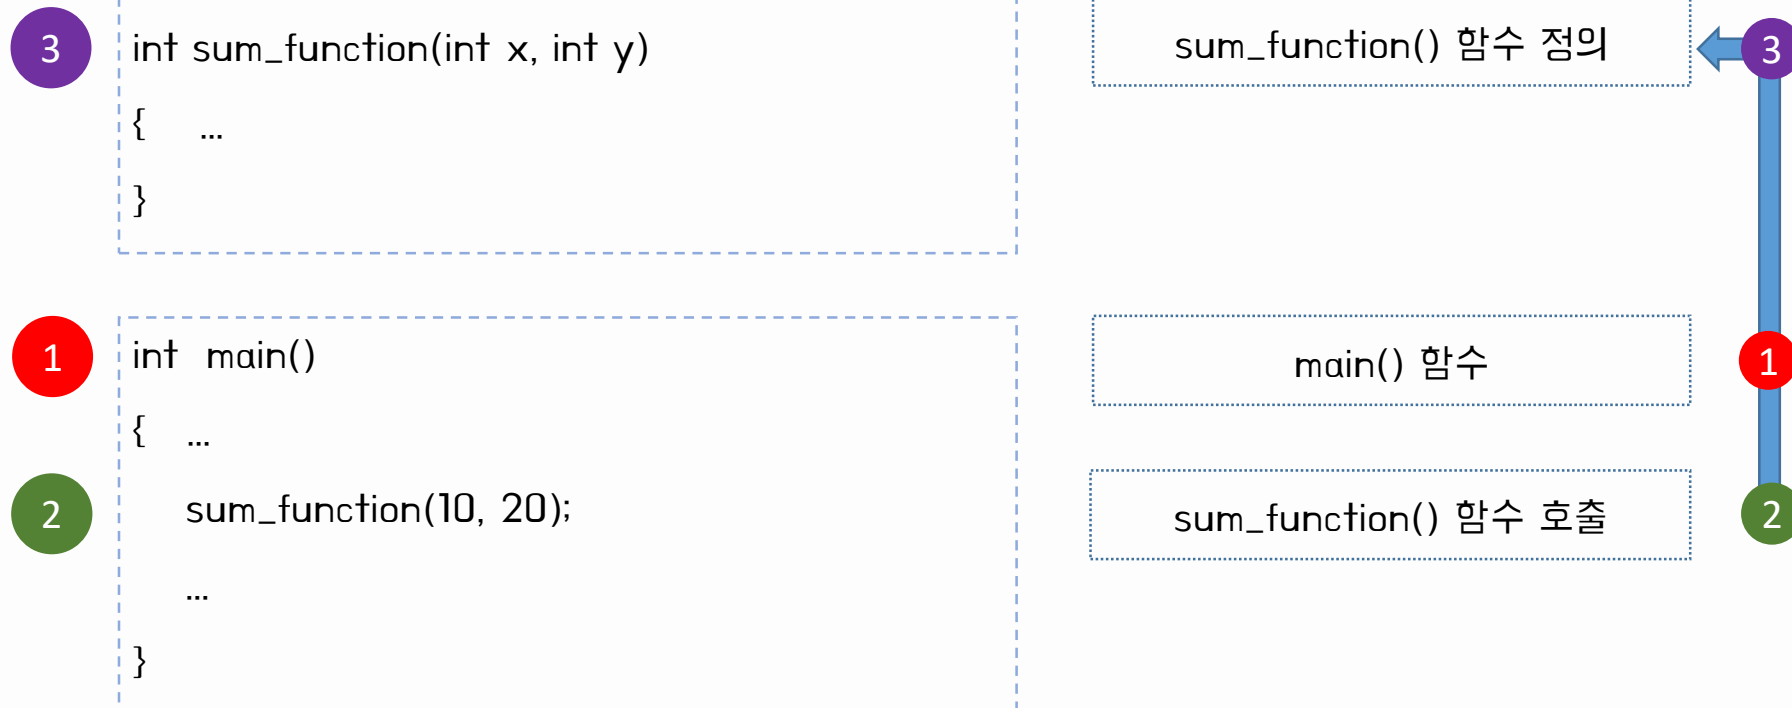 3 int sum_function(int x, int y) sum_function() 함수 정의 3
{ ...
}
1 int main() main() 함수 1
{ ...
2 sum_function(10, 20); sum_function() 함수 호출 2
...
}